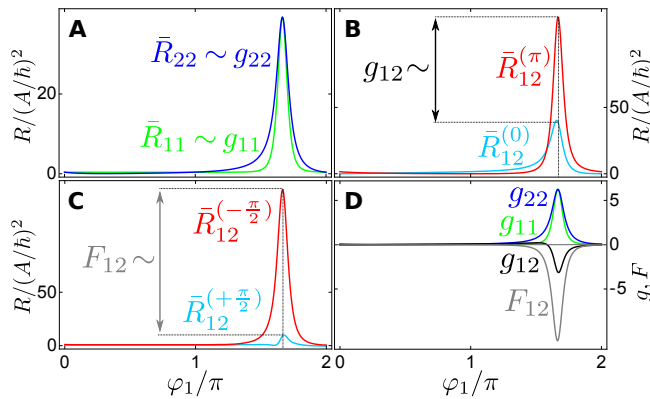 A
R/(A/ħ)²
20
0
R̄₂₂ ~ g₂₂
R̄₁₁ ~ g₁₁
B
g₁₂ ~
R̄₁₂^(π)
R̄₁₂^(0)
R/(A/ħ)²
50
0
C
R/(A/ħ)²
50
0
F₁₂ ~
R̄₁₂^(−π/2)
R̄₁₂^(+π/2)
0
1
2
φ₁/π
D
g₂₂
g₁₁
g₁₂
F₁₂
5
0
-5
g, F
0
1
2
φ₁/π